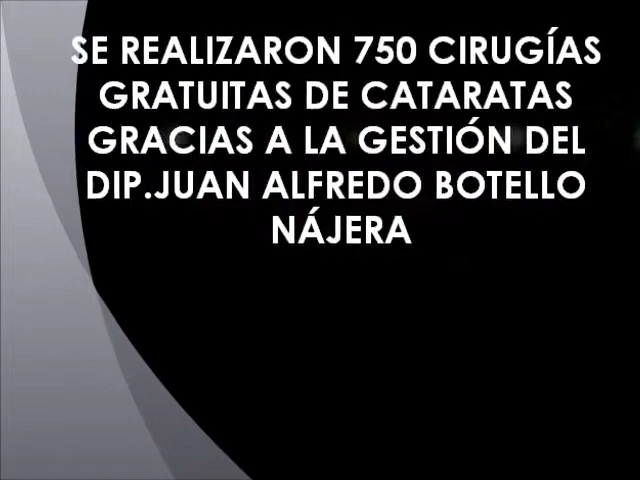 SE REALIZARON 750 CIRUGÍAS
GRATUITAS DE CATARATAS
GRACIAS A LA GESTIÓN DEL
DIP.JUAN ALFREDO BOTELLO
NÁJERA